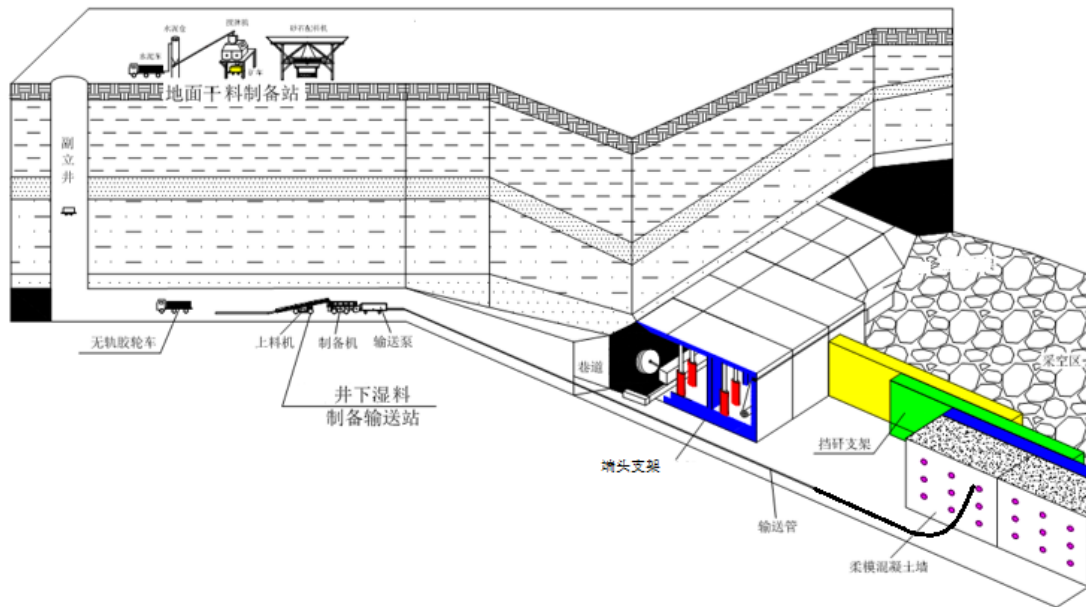 水泥仓
搅拌机
砂石配料机
水泥车
矿车
地面干料制备站
副立井
无轨胶轮车
上料机
制备机
输送泵
井下湿料
制备输送站
巷道
采空区
挡矸支架
端头支架
输送管
柔模混凝土墙